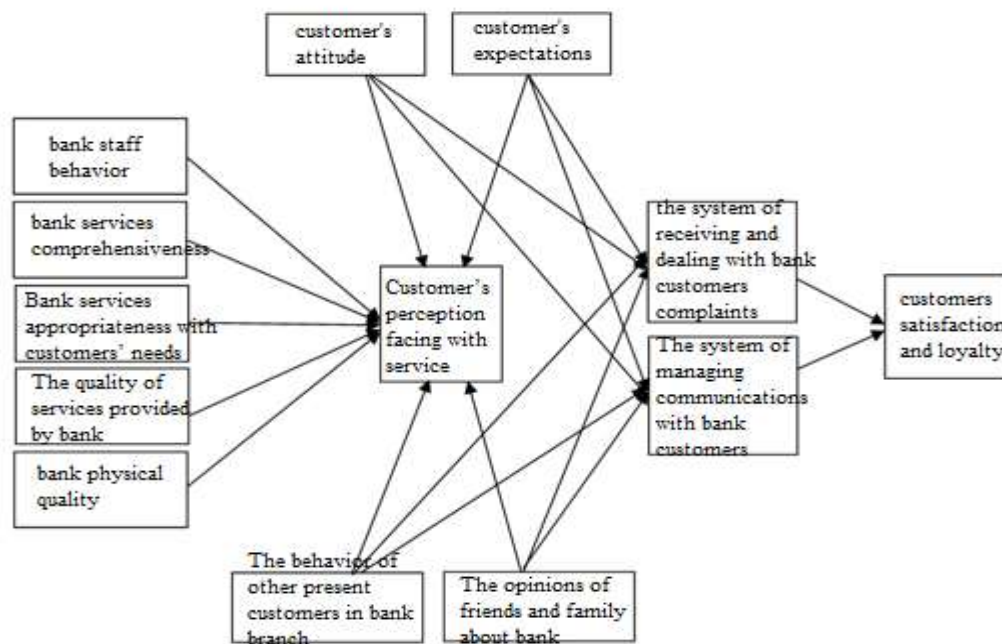 customer's
attitude
customer's
expectations
bank staff
behavior
bank services
comprehensiveness
Bank services
appropriateness with
customers’ needs
The quality of
services provided
by bank
bank physical
quality
Customer’s
perception
facing with
service
the system of
receiving and
dealing with bank
customers
complaints
The system of
managing
communications
with bank
customers
customers
satisfaction
and loyalty
The behavior of
other present
customers in bank
branch
The opinions of
friends and family
about bank